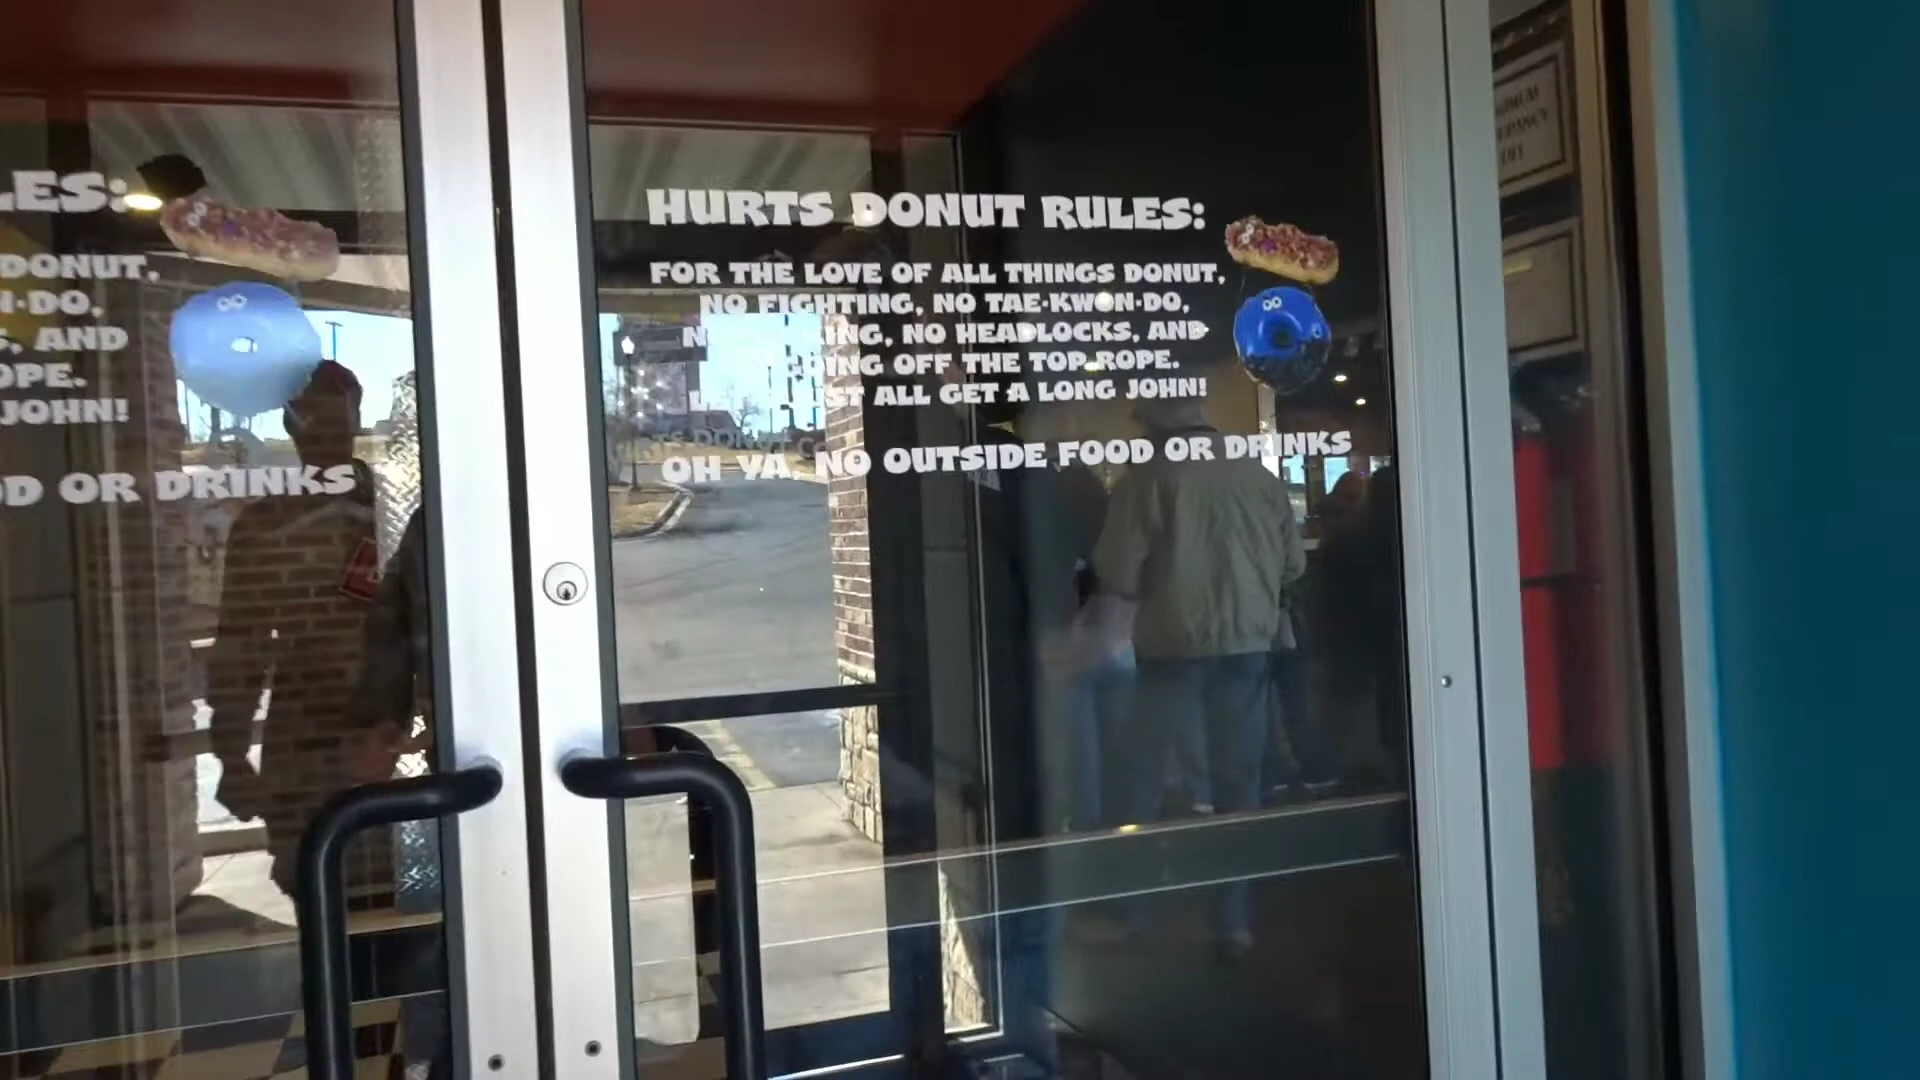 LES:
DONUT,
N-DO,
S, AND
OPE.
JOHN!
OD OR DRINKS
HURTS DONUT RULES:
FOR THE LOVE OF ALL THINGS DONUT,
NO FIGHTING, NO TAE-KWON-DO,
NO HEADLOCKS, AND
OFF THE TOP ROPE.
ALL GET A LONG JOHN!
OH YA, NO OUTSIDE FOOD OR DRINKS